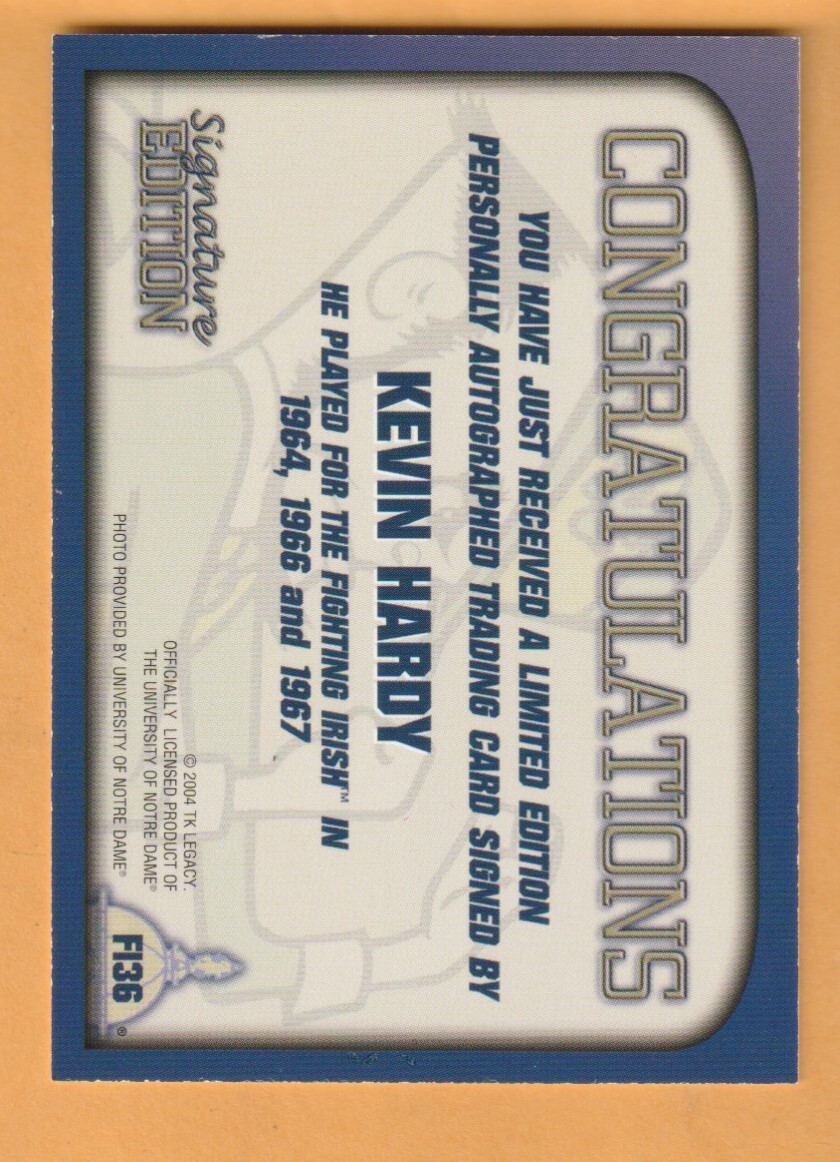 CONGRATULATIONS
YOU HAVE JUST RECEIVED A LIMITED EDITION
PERSONALLY AUTOGRAPHED TRADING CARD SIGNED BY
KEVIN HARDY
HE PLAYED FOR THE FIGHTING IRISH™ IN
1964, 1966 and 1967
Signature
EDITION
© 2004 TK LEGACY.
OFFICIALLY LICENSED PRODUCT OF
THE UNIVERSITY OF NOTRE DAME®
PHOTO PROVIDED BY UNIVERSITY OF NOTRE DAME®
FI36
®